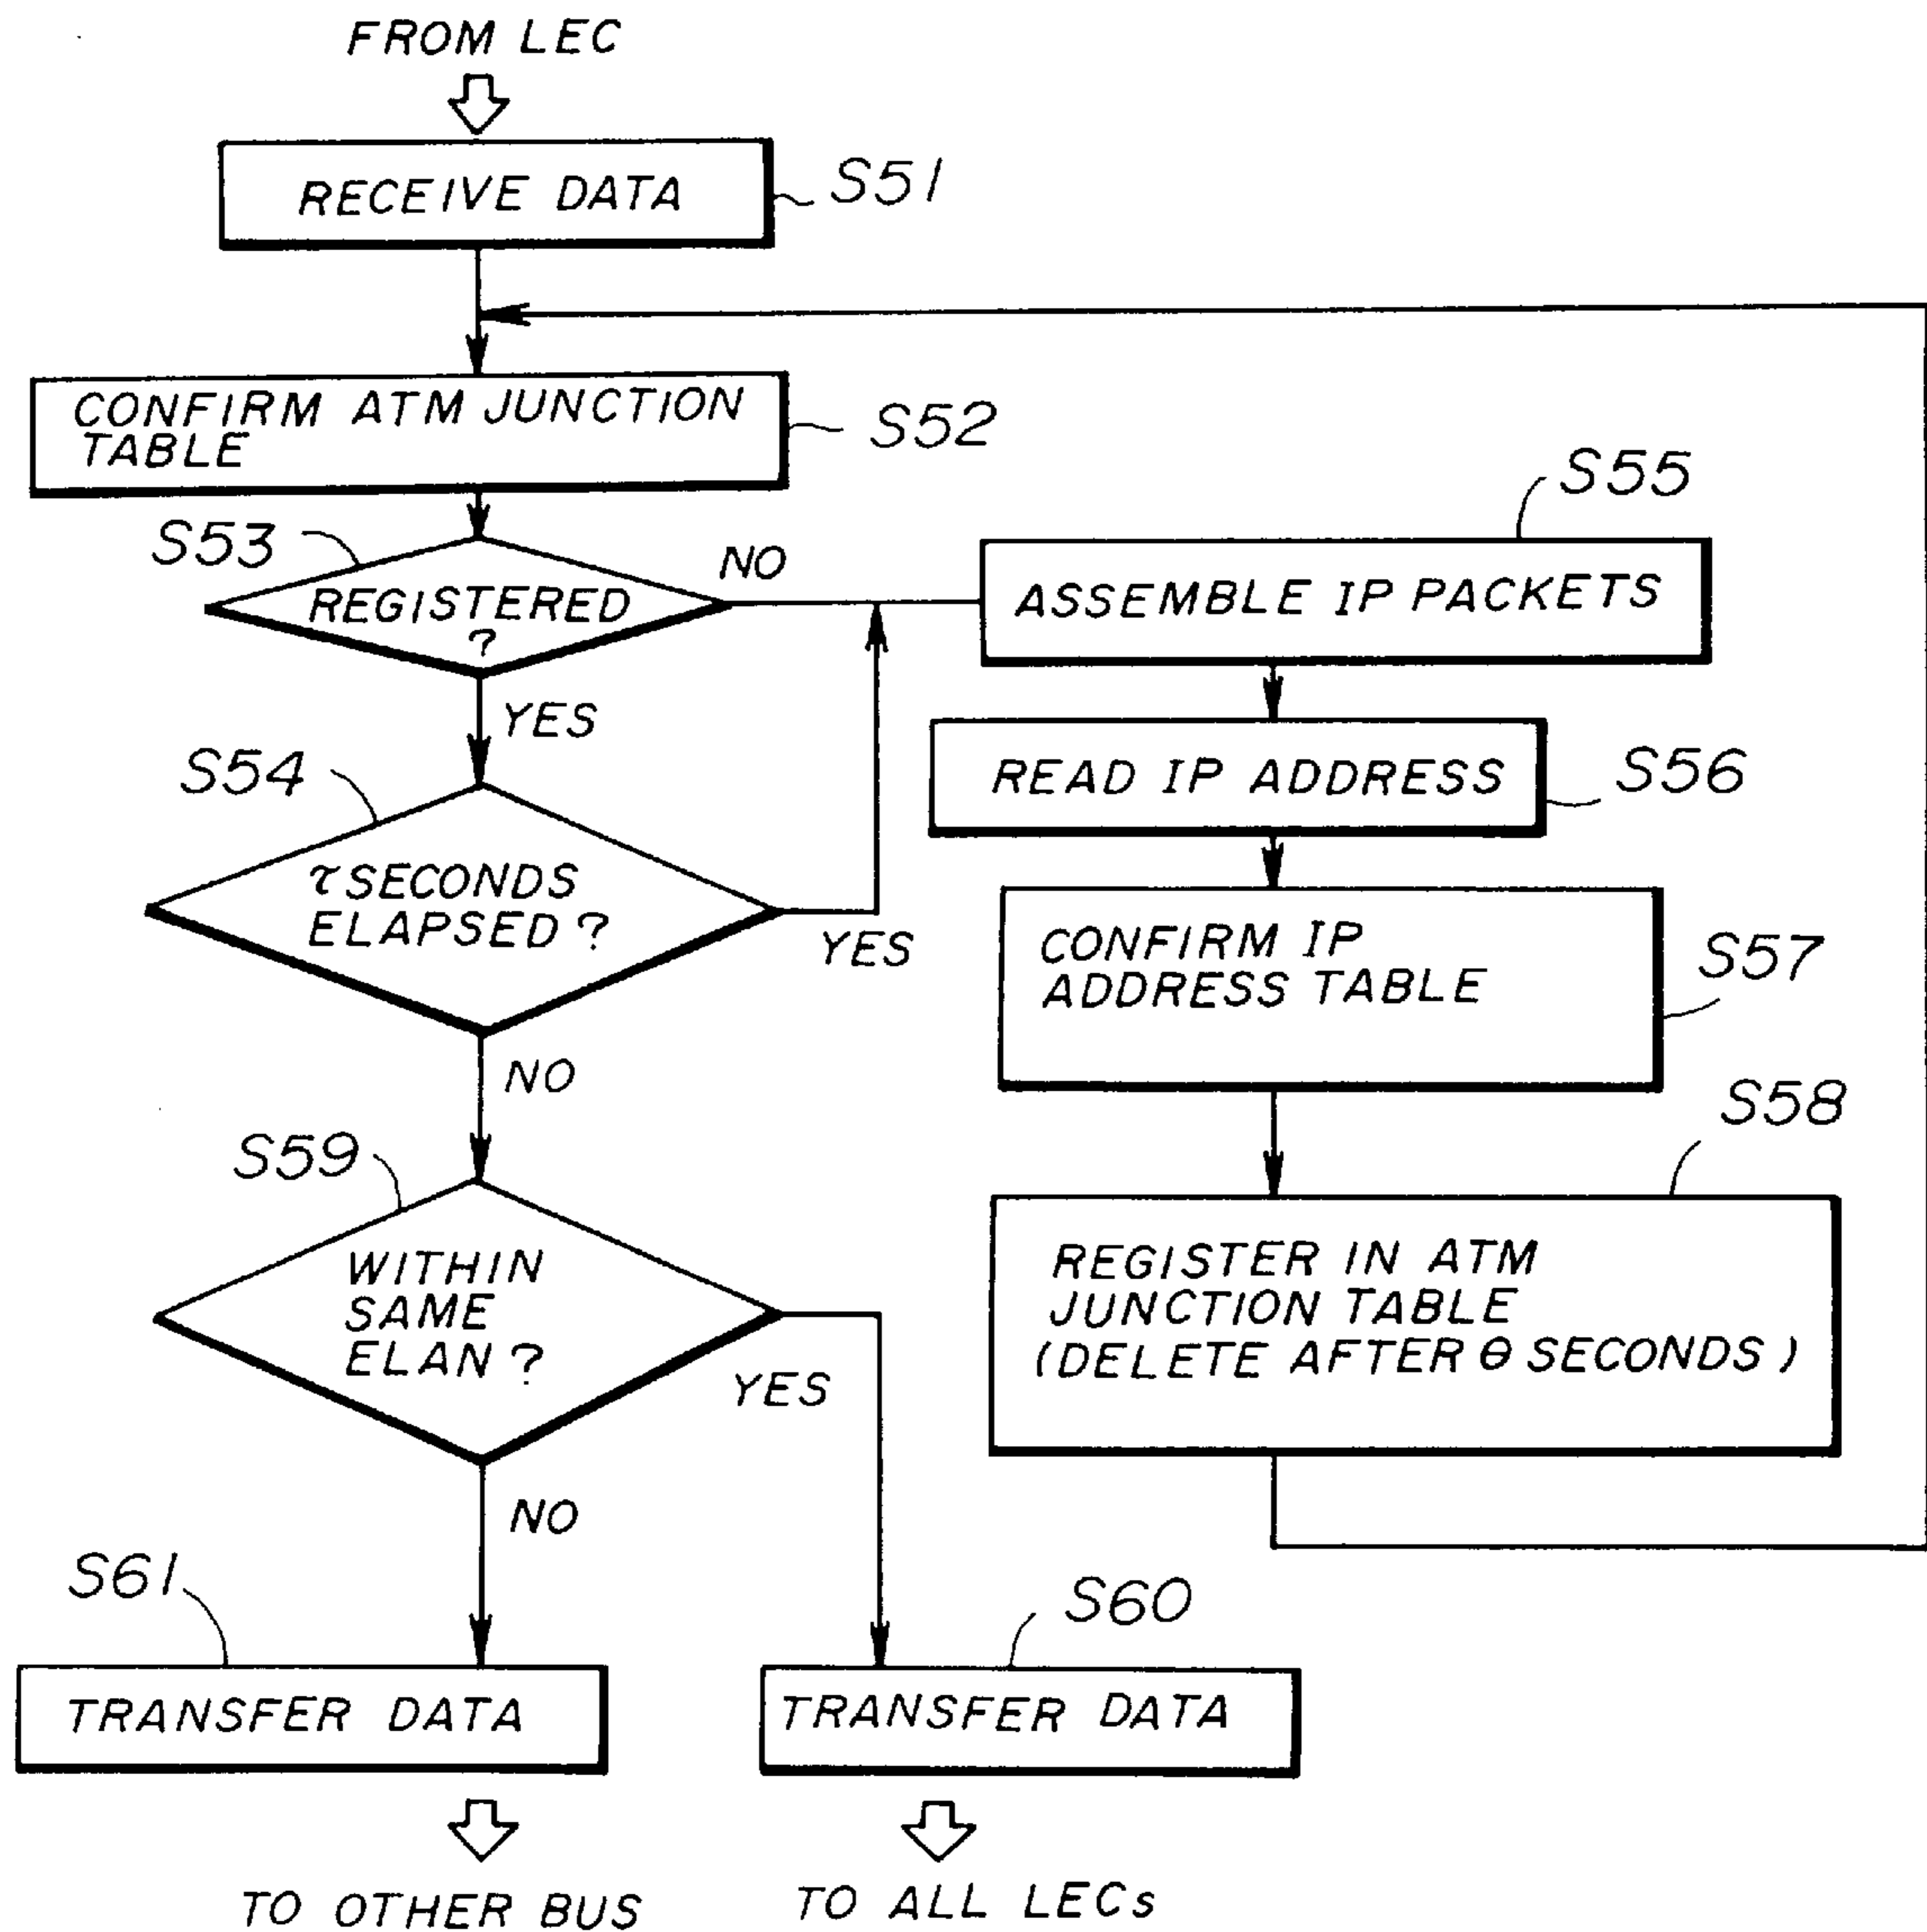 FROM LEC
RECEIVE DATA
S51
CONFIRM ATM JUNCTION
TABLE
S52
S53
REGISTERED
?
NO
YES
S54
τ SECONDS
ELAPSED ?
YES
NO
S55
ASSEMBLE IP PACKETS
READ IP ADDRESS
S56
CONFIRM IP
ADDRESS TABLE
S57
S58
REGISTER IN ATM
JUNCTION TABLE
(DELETE AFTER θ SECONDS)
S59
WITHIN
SAME
ELAN ?
YES
NO
S61
TRANSFER DATA
TO OTHER BUS
S60
TRANSFER DATA
TO ALL LECs